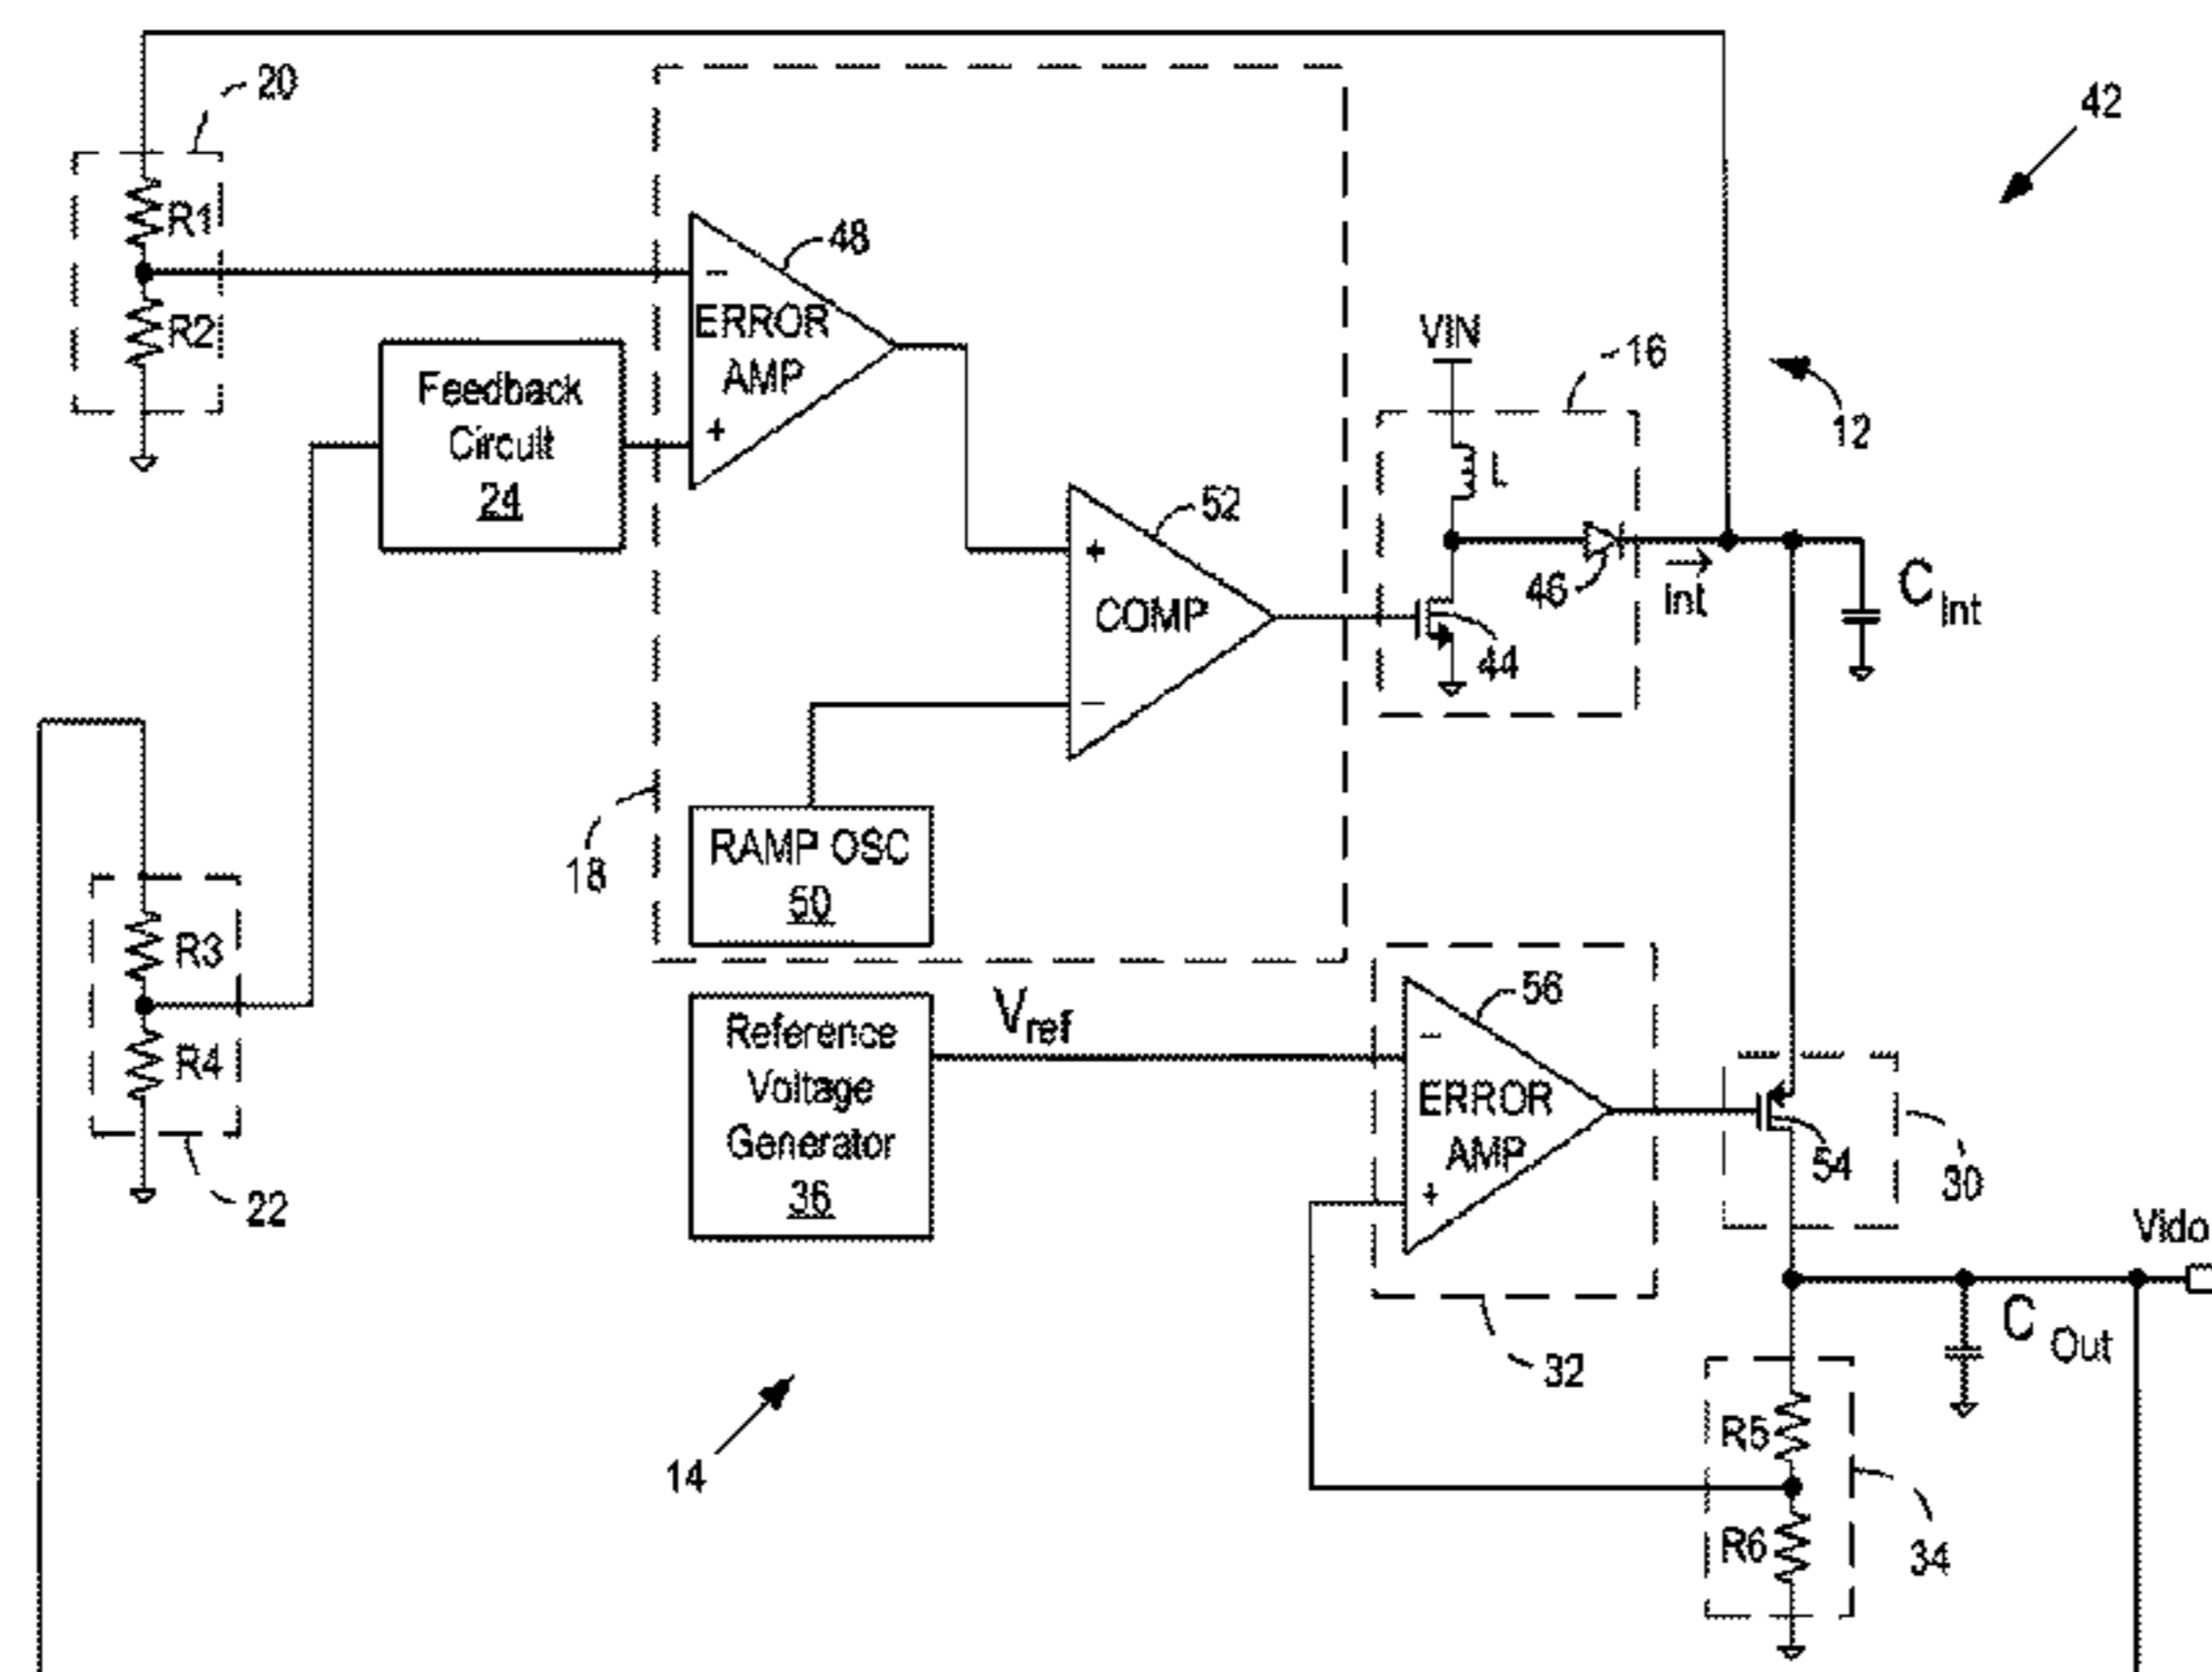 20
42
R1
48
-
ERROR
AMP
+
R2
Feedback
Circuit
24
VIN
16
12
L
52
+
COMP
-
46
Int
C Int
44
18
RAMP OSC
50
R3
R4
22
Reference
Voltage
Generator
36
Vref
56
-
ERROR
AMP
+
54
30
Vldo
32
C Out
14
R5
R6
34